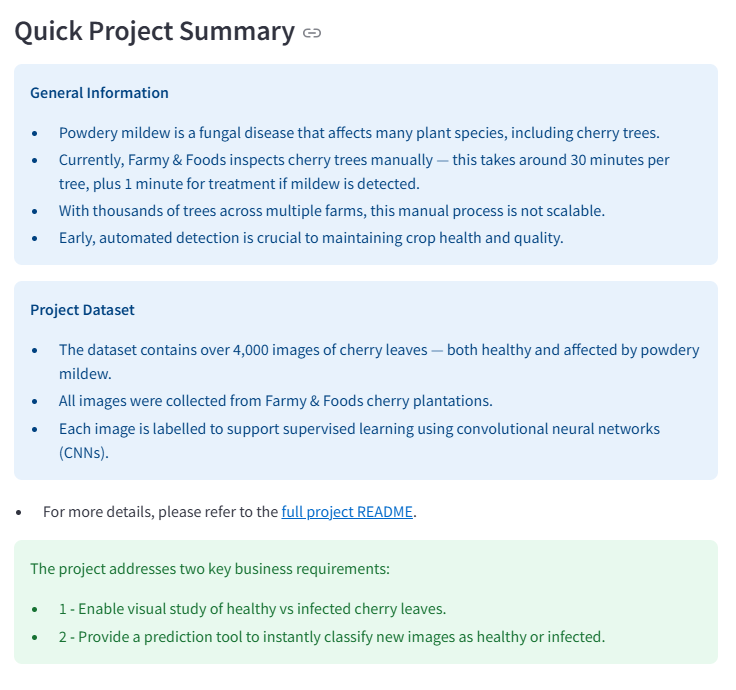 Quick Project Summary
General Information
• Powdery mildew is a fungal disease that affects many plant species, including cherry trees.
• Currently, Farmy & Foods inspects cherry trees manually — this takes around 30 minutes per
tree, plus 1 minute for treatment if mildew is detected.
• With thousands of trees across multiple farms, this manual process is not scalable.
• Early, automated detection is crucial to maintaining crop health and quality.
Project Dataset
• The dataset contains over 4,000 images of cherry leaves — both healthy and affected by powdery
mildew.
• All images were collected from Farmy & Foods cherry plantations.
• Each image is labelled to support supervised learning using convolutional neural networks
(CNNs).
• For more details, please refer to the full project README.
The project addresses two key business requirements:
• 1 - Enable visual study of healthy vs infected cherry leaves.
• 2 - Provide a prediction tool to instantly classify new images as healthy or infected.